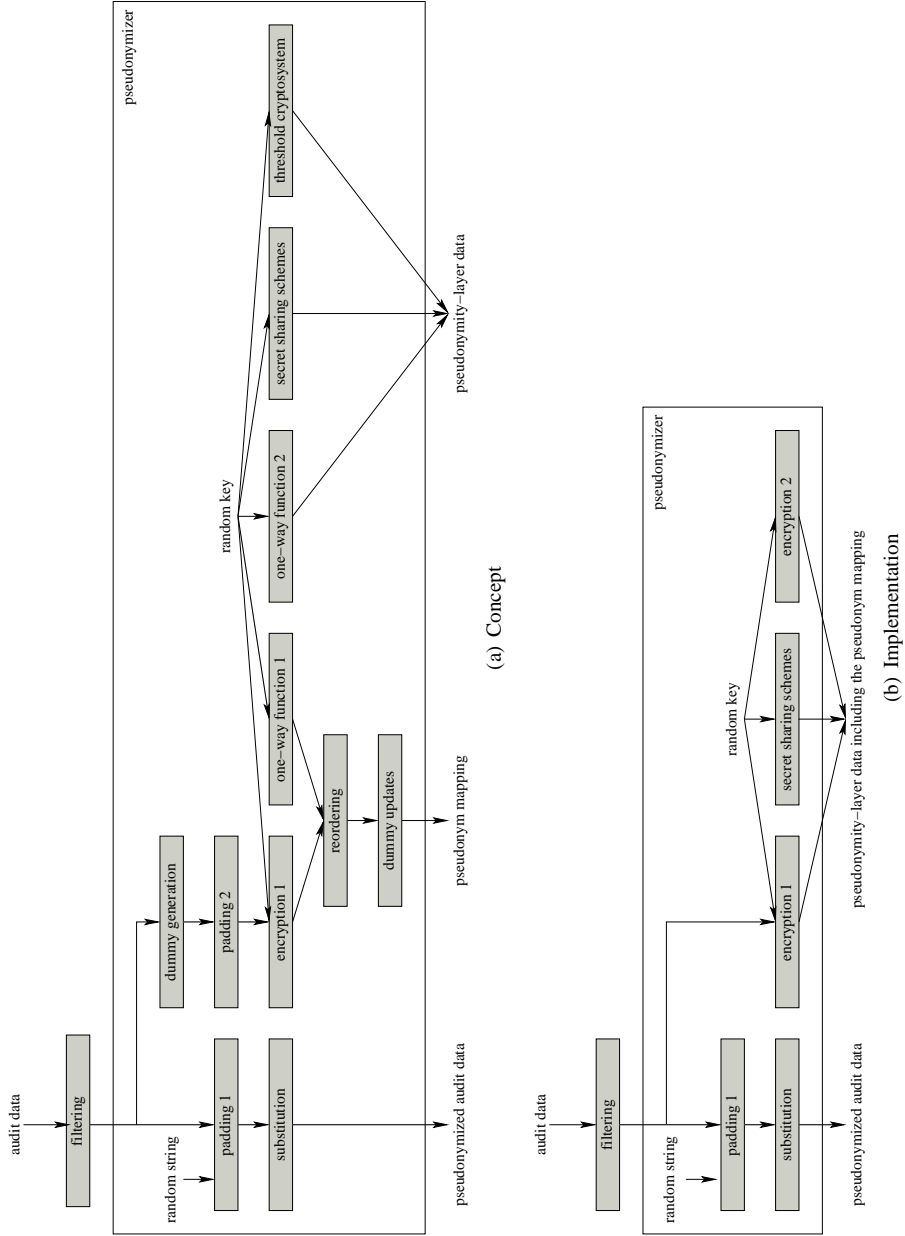 audit data
filtering
pseudonymizer
random string
dummy generation
random key
padding 1
padding 2
substitution
encryption 1
one−way function 1
one−way function 2
secret sharing schemes
threshold cryptosystem
reordering
dummy updates
pseudonymized audit data
pseudonym mapping
pseudonymity−layer data
(a) Concept
audit data
filtering
pseudonymizer
random string
random key
padding 1
substitution
encryption 1
secret sharing schemes
encryption 2
pseudonymized audit data
pseudonymity−layer data including the pseudonym mapping
(b) Implementation